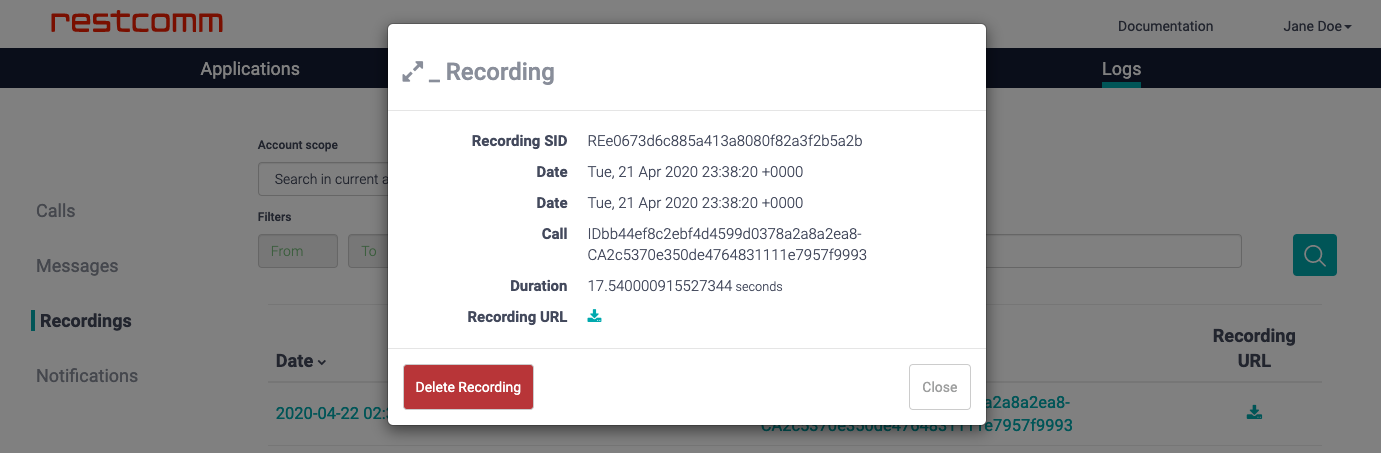 restcomm
Documentation
Jane Doe
Applications
Logs
_ Recording
Recording SID REe0673d6c885a413a8080f82a3f2b5a2b
Date Tue, 21 Apr 2020 23:38:20 +0000
Date Tue, 21 Apr 2020 23:38:20 +0000
Call IDbb44ef8c2ebf4d4599d0378a2a8a2ea8-
CA2c5370e350de4764831111e7957f9993
Duration 17.540000915527344 seconds
Recording URL
Delete Recording
Close
Account scope
Search in current a
Filters
From
To
Calls
Messages
Recordings
Notifications
Date
Recording
URL
2020-04-22 02:
a2a8a2ea8-
CA2c5370e350de4764831111e7957f9993